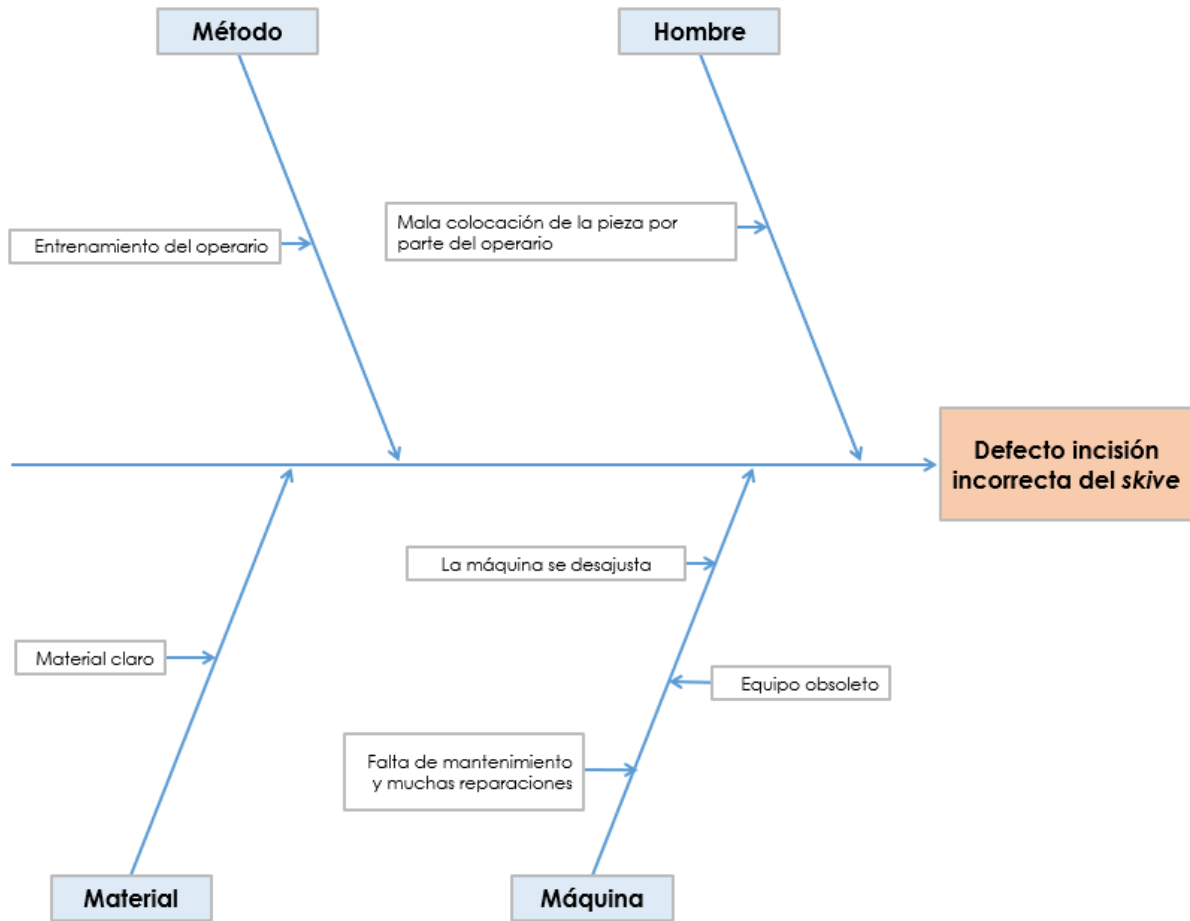 Método
Hombre
Entrenamiento del operario
Mala colocación de la pieza por
parte del operario
Defecto incisión
incorrecta del skive
La máquina se desajusta
Material claro
Equipo obsoleto
Falta de mantenimiento
y muchas reparaciones
Material
Máquina